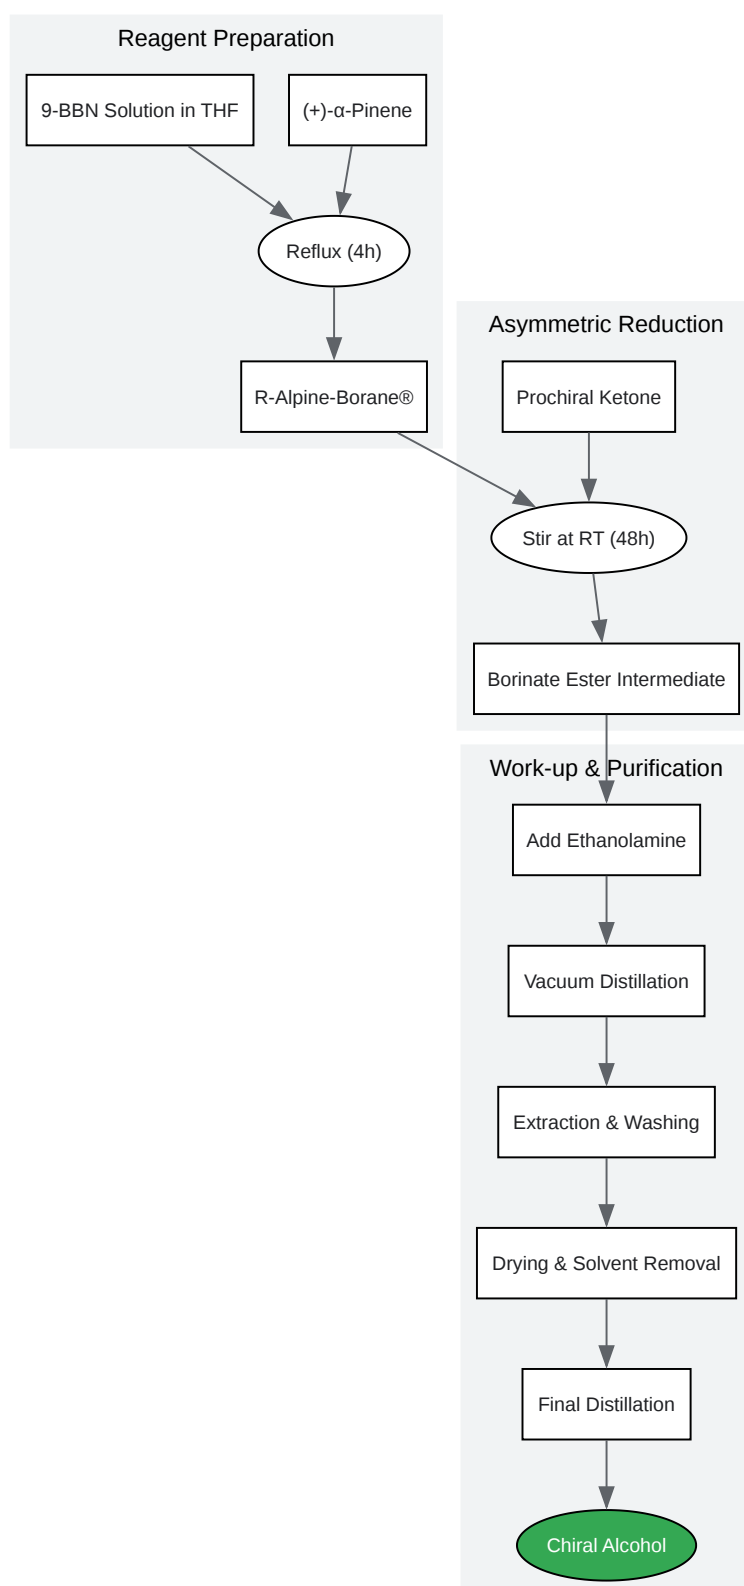 Reagent Preparation
9-BBN Solution in THF
(+)-α-Pinene
Reflux (4h)
R-Alpine-Borane®
Asymmetric Reduction
Prochiral Ketone
Stir at RT (48h)
Borinate Ester Intermediate
Work-up & Purification
Add Ethanolamine
Vacuum Distillation
Extraction & Washing
Drying & Solvent Removal
Final Distillation
Chiral Alcohol